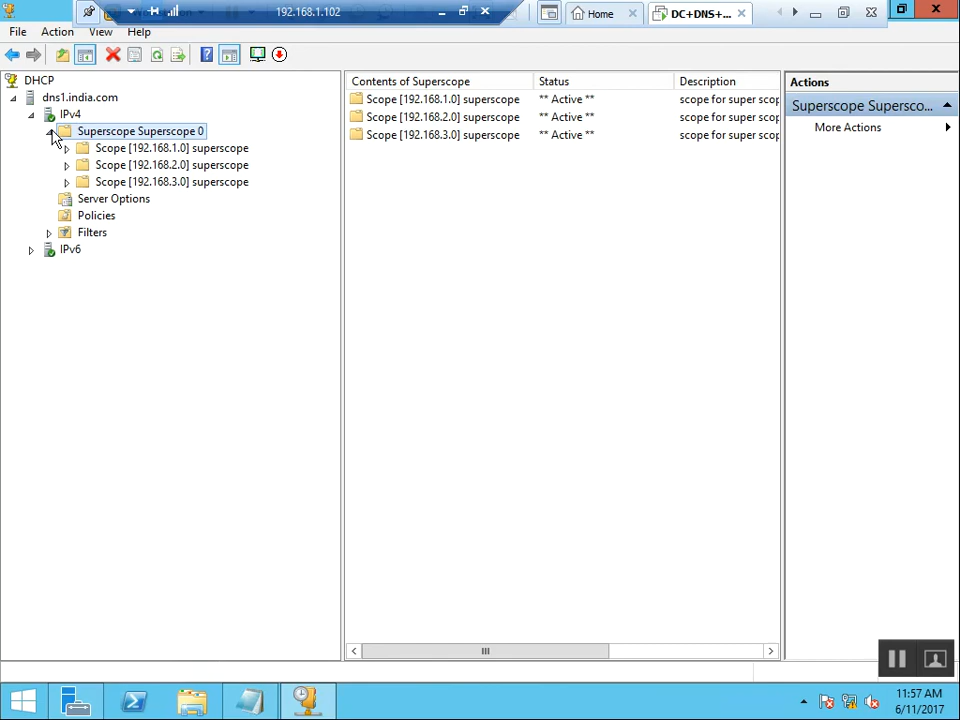 192.168.1.102
Home
DC+DNS+...
File Action View Help
DHCP
dns1.india.com
IPv4
Superscope Superscope 0
Scope [192.168.1.0] superscope
Scope [192.168.2.0] superscope
Scope [192.168.3.0] superscope
Server Options
Policies
Filters
IPv6
Contents of Superscope Status Description
Scope [192.168.1.0] superscope ** Active ** scope for super scop
Scope [192.168.2.0] superscope ** Active ** scope for super scop
Scope [192.168.3.0] superscope ** Active ** scope for super scop
Actions
Superscope Supersco...
More Actions
11:57 AM
6/11/2017